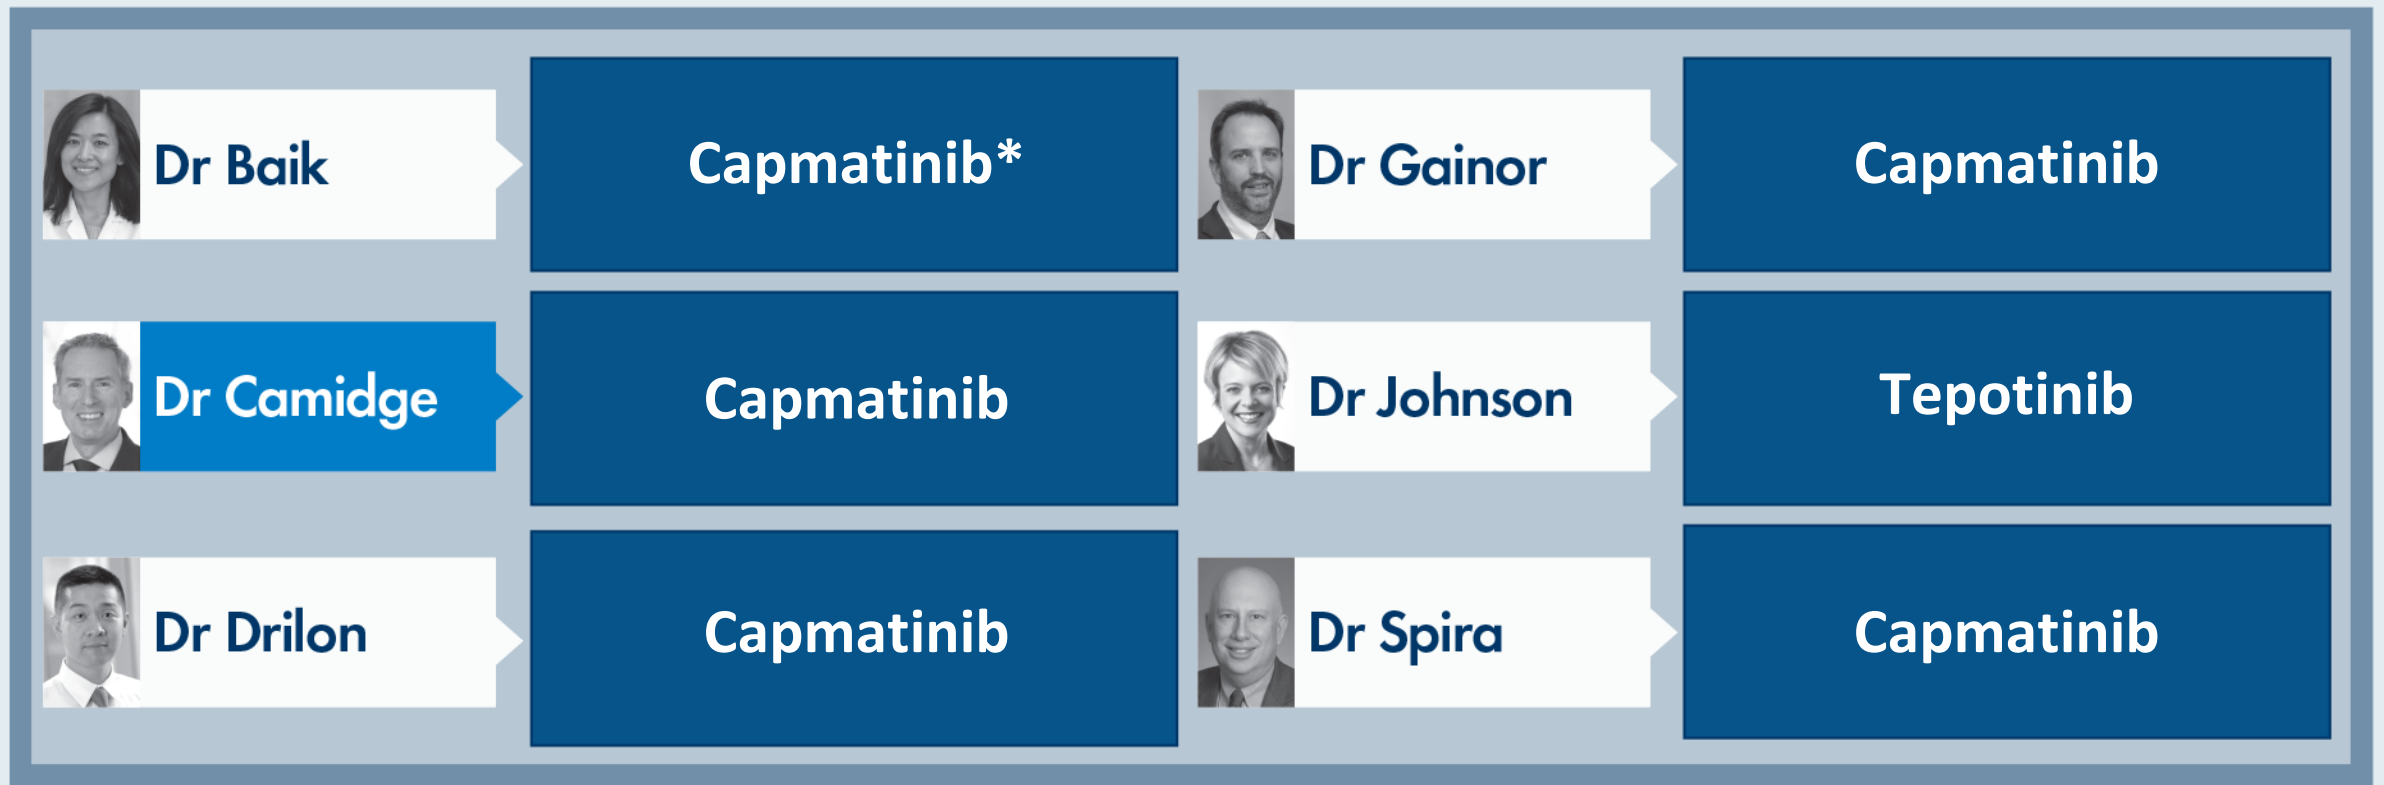 Dr Baik
Capmatinib*
Dr Gainor
Capmatinib
Dr Camidge
Capmatinib
Dr Johnson
Tepotinib
Dr Drilon
Capmatinib
Dr Spira
Capmatinib